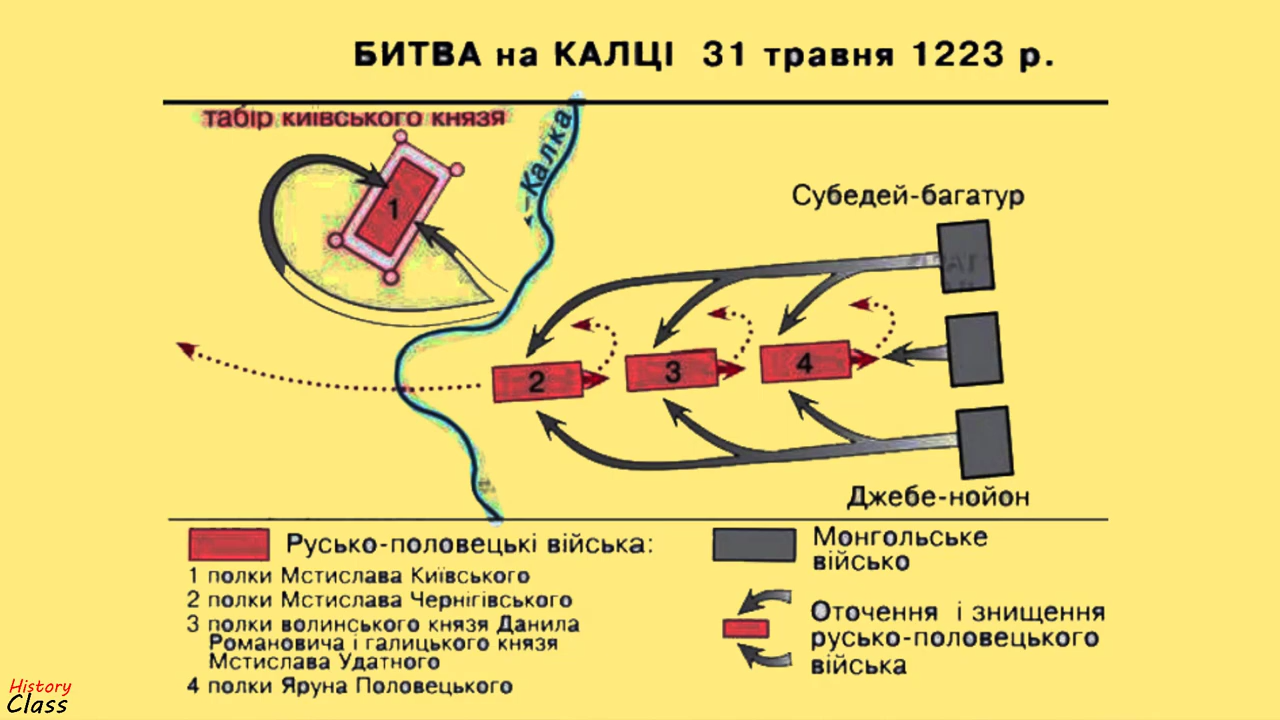 БИТВА на КАЛЦІ 31 травня 1223 р.
табір київського князя
Калка
Субедей-багатур
1
2
3
4
Джебе-нойон
Русько-половецькі війська:
1 полки Мстислава Київського
2 полки Мстислава Чернігівського
3 полки волинського князя Данила
Романовича і галицького князя
Мстислава Удатного
4 полки Яруна Половецького
Монгольське
військо
Оточення і знищення
русько-половецького
війська
History
Class